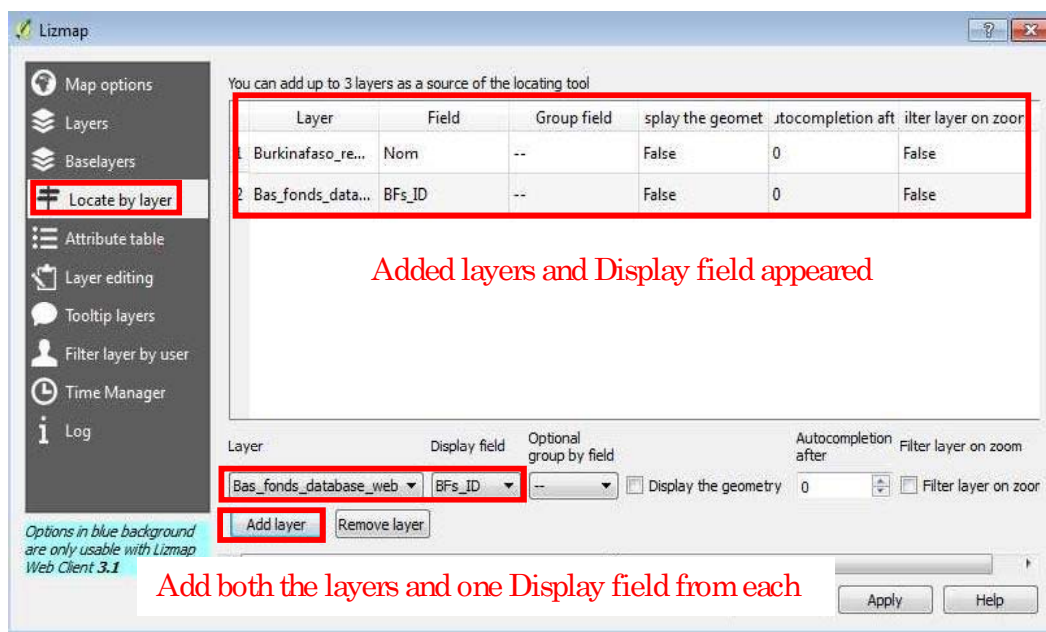 Lizmap
Map options
Layers
Baselayers
Locate by layer
Attribute table
Layer editing
Tooltip layers
Filter layer by user
Time Manager
Log
Options in blue background
are only usable with Lizmap
Web Client 3.1
You can add up to 3 layers as a source of the locating tool
Layer Field Group field splay the geomet utocompletion aft ilter layer on zoor
1 Burkinafaso_re... Nom -- False 0 False
2 Bas_fonds_data... BFs_ID -- False 0 False
Added layers and Display field appeared
Layer Display field Optional group by field Autocompletion after Filter layer on zoom
Bas_fonds_database_web BFs_ID -- Display the geometry 0 Filter layer on zoor
Add layer Remove layer
Add both the layers and one Display field from each
Apply Help